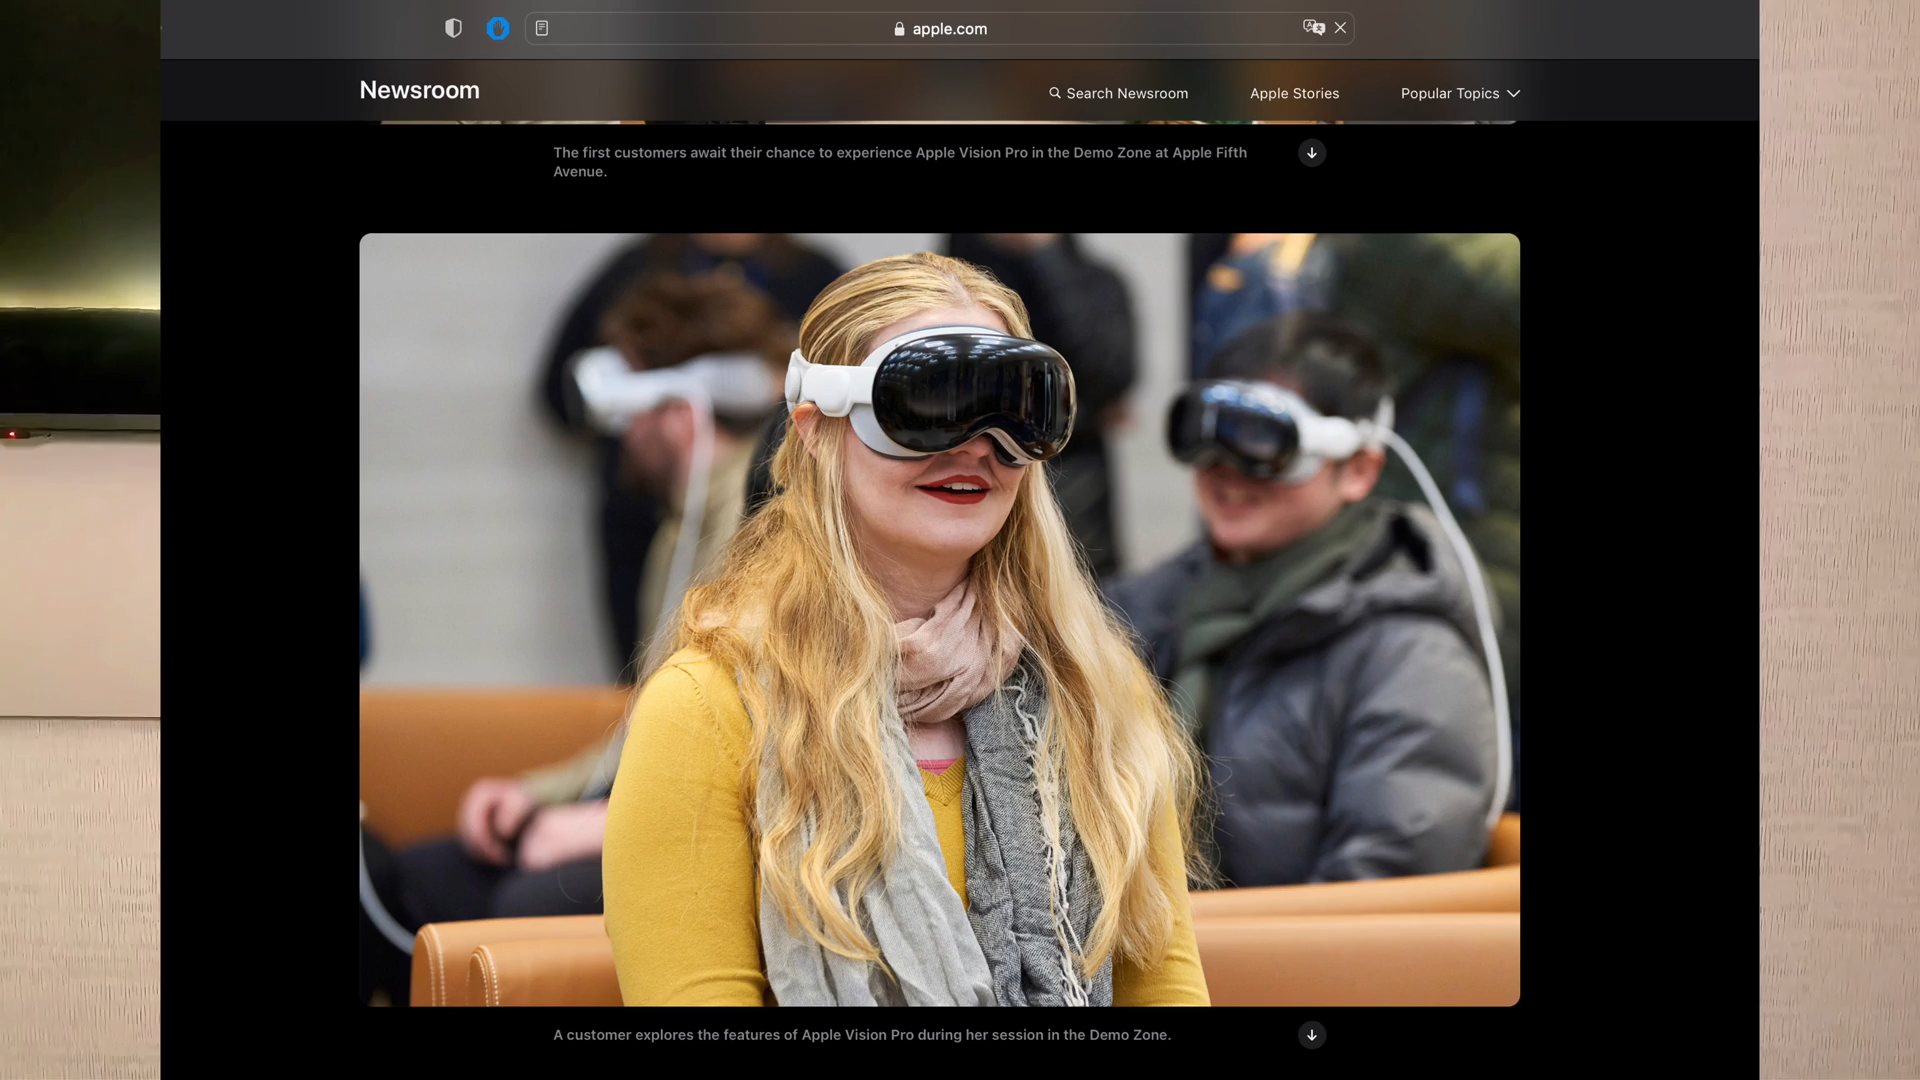 apple.com
Newsroom
Search Newsroom
Apple Stories
Popular Topics
The first customers await their chance to experience Apple Vision Pro in the Demo Zone at Apple Fifth
Avenue.
A customer explores the features of Apple Vision Pro during her session in the Demo Zone.